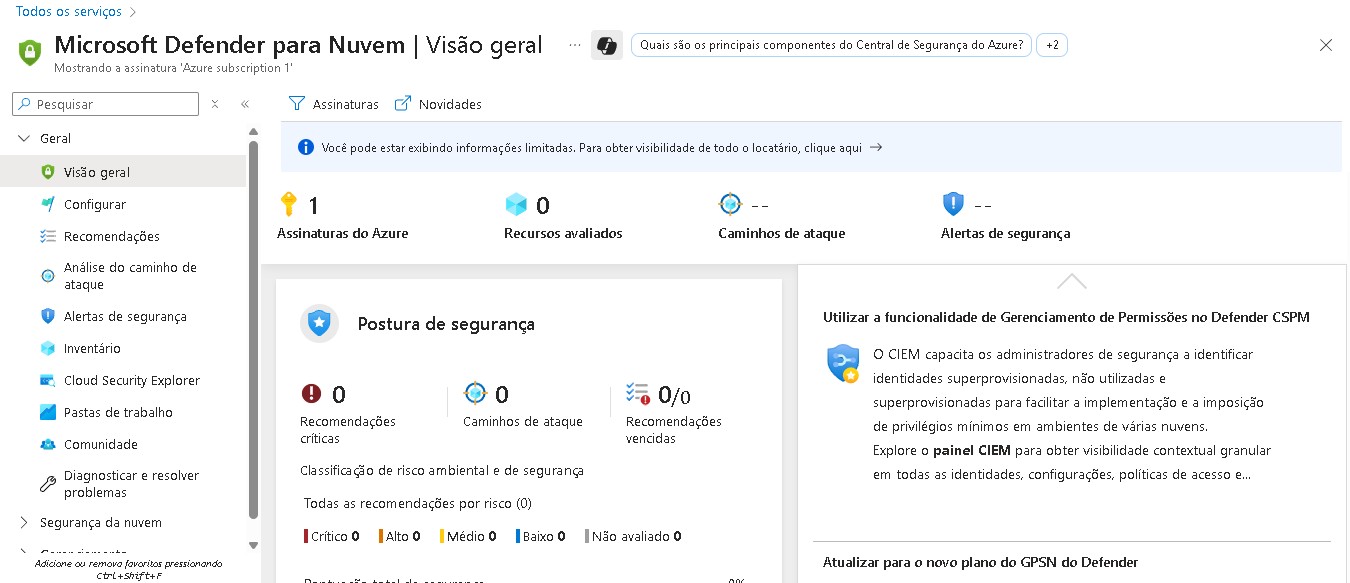 Todos os serviços
Microsoft Defender para Nuvem | Visão geral
Quais são os principais componentes do Central de Segurança do Azure?
+2
Mostrando a assinatura 'Azure subscription 1'
Pesquisar
Assinaturas
Novidades
Geral
Visão geral
Configurar
Recomendações
Análise do caminho de
ataque
Alertas de segurança
Inventário
Cloud Security Explorer
Pastas de trabalho
Comunidade
Diagnosticar e resolver
problemas
Segurança da nuvem
Gerenciamento
Adicione ou remova favoritos pressionando
Ctrl+Shift+F
Você pode estar exibindo informações limitadas. Para obter visibilidade de todo o locatário, clique aqui →
1
Assinaturas do Azure
0
Recursos avaliados
--
Caminhos de ataque
--
Alertas de segurança
Postura de segurança
0
Recomendações
críticas
0
Caminhos de ataque
0/0
Recomendações
vencidas
Classificação de risco ambiental e de segurança
Todas as recomendações por risco (0)
Crítico 0
Alto 0
Médio 0
Baixo 0
Não avaliado 0
Pontuação total de segurança
0%
Utilizar a funcionalidade de Gerenciamento de Permissões no Defender CSPM
O CIEM capacita os administradores de segurança a identificar
identidades superprovisionadas, não utilizadas e
superprovisionadas para facilitar a implementação e a imposição
de privilégios mínimos em ambientes de várias nuvens.
Explore o painel CIEM para obter visibilidade contextual granular
em todas as identidades, configurações, políticas de acesso e...
Atualizar para o novo plano do GPSN do Defender